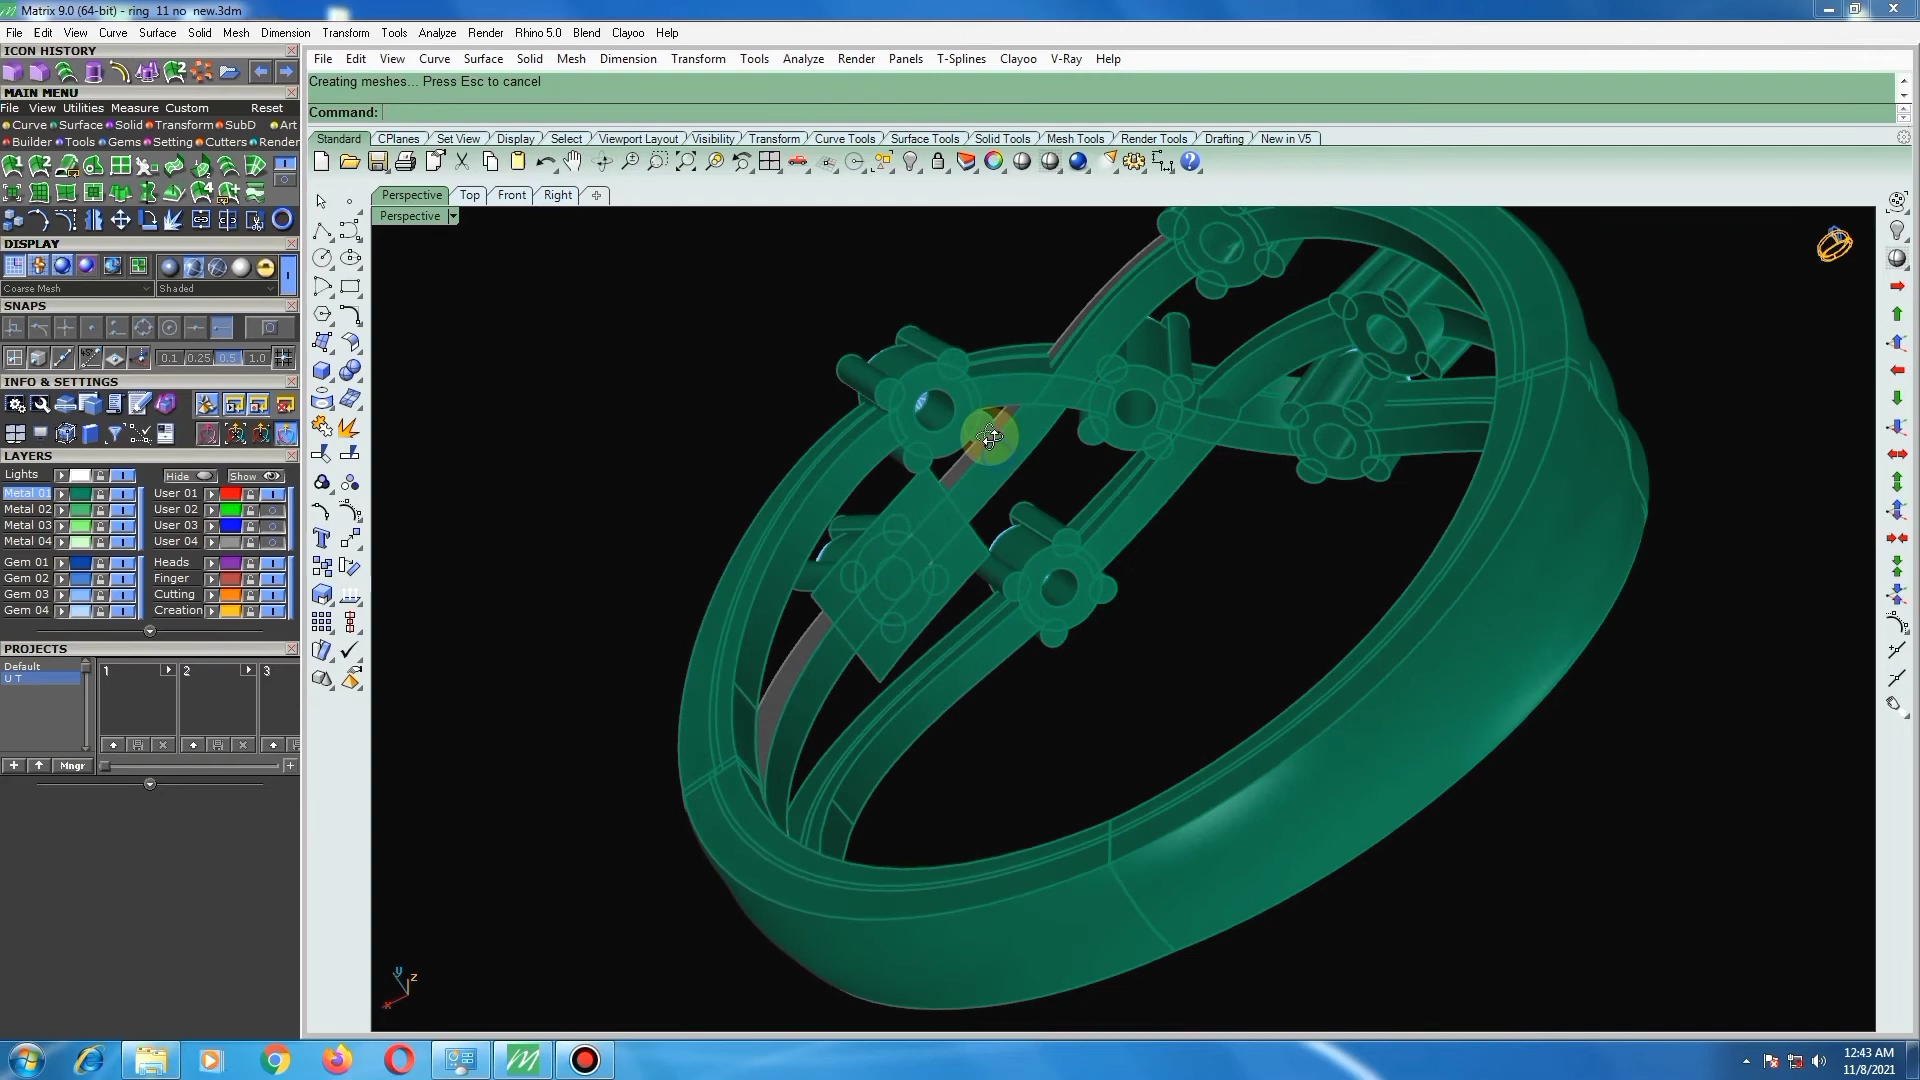 Matrix 9.0 (64-bit) - ring 11 no new.3dm
File Edit View Curve Surface Solid Mesh Dimension Transform Tools Analyze Render Rhino 5.0 Blend Clayoo Help
ICON HISTORY
MAIN MENU
File View Utilities Measure Custom Reset
Curve Surface Solid Transform SubD Art
Builder Tools Gems Setting Cutters Render
DISPLAY
Coarse Mesh Shaded
SNAPS
0.1 0.25 0.5 1.0
INFO & SETTINGS
LAYERS
Lights Hide Show
Metal 01 User 01
Metal 02 User 02
Metal 03 User 03
Metal 04 User 04
Gem 01 Heads
Gem 02 Finger
Gem 03 Cutting
Gem 04 Creation
PROJECTS
Default
U T
1 2 3
Mngr
File Edit View Curve Surface Solid Mesh Dimension Transform Tools Analyze Render Panels T-Splines Clayoo V-Ray Help
Creating meshes... Press Esc to cancel
Command:
Standard CPlanes Set View Display Select Viewport Layout Visibility Transform Curve Tools Surface Tools Solid Tools Mesh Tools Render Tools Drafting New in V5
Perspective Top Front Right
Perspective
y z
x
12:43 AM
11/8/2021